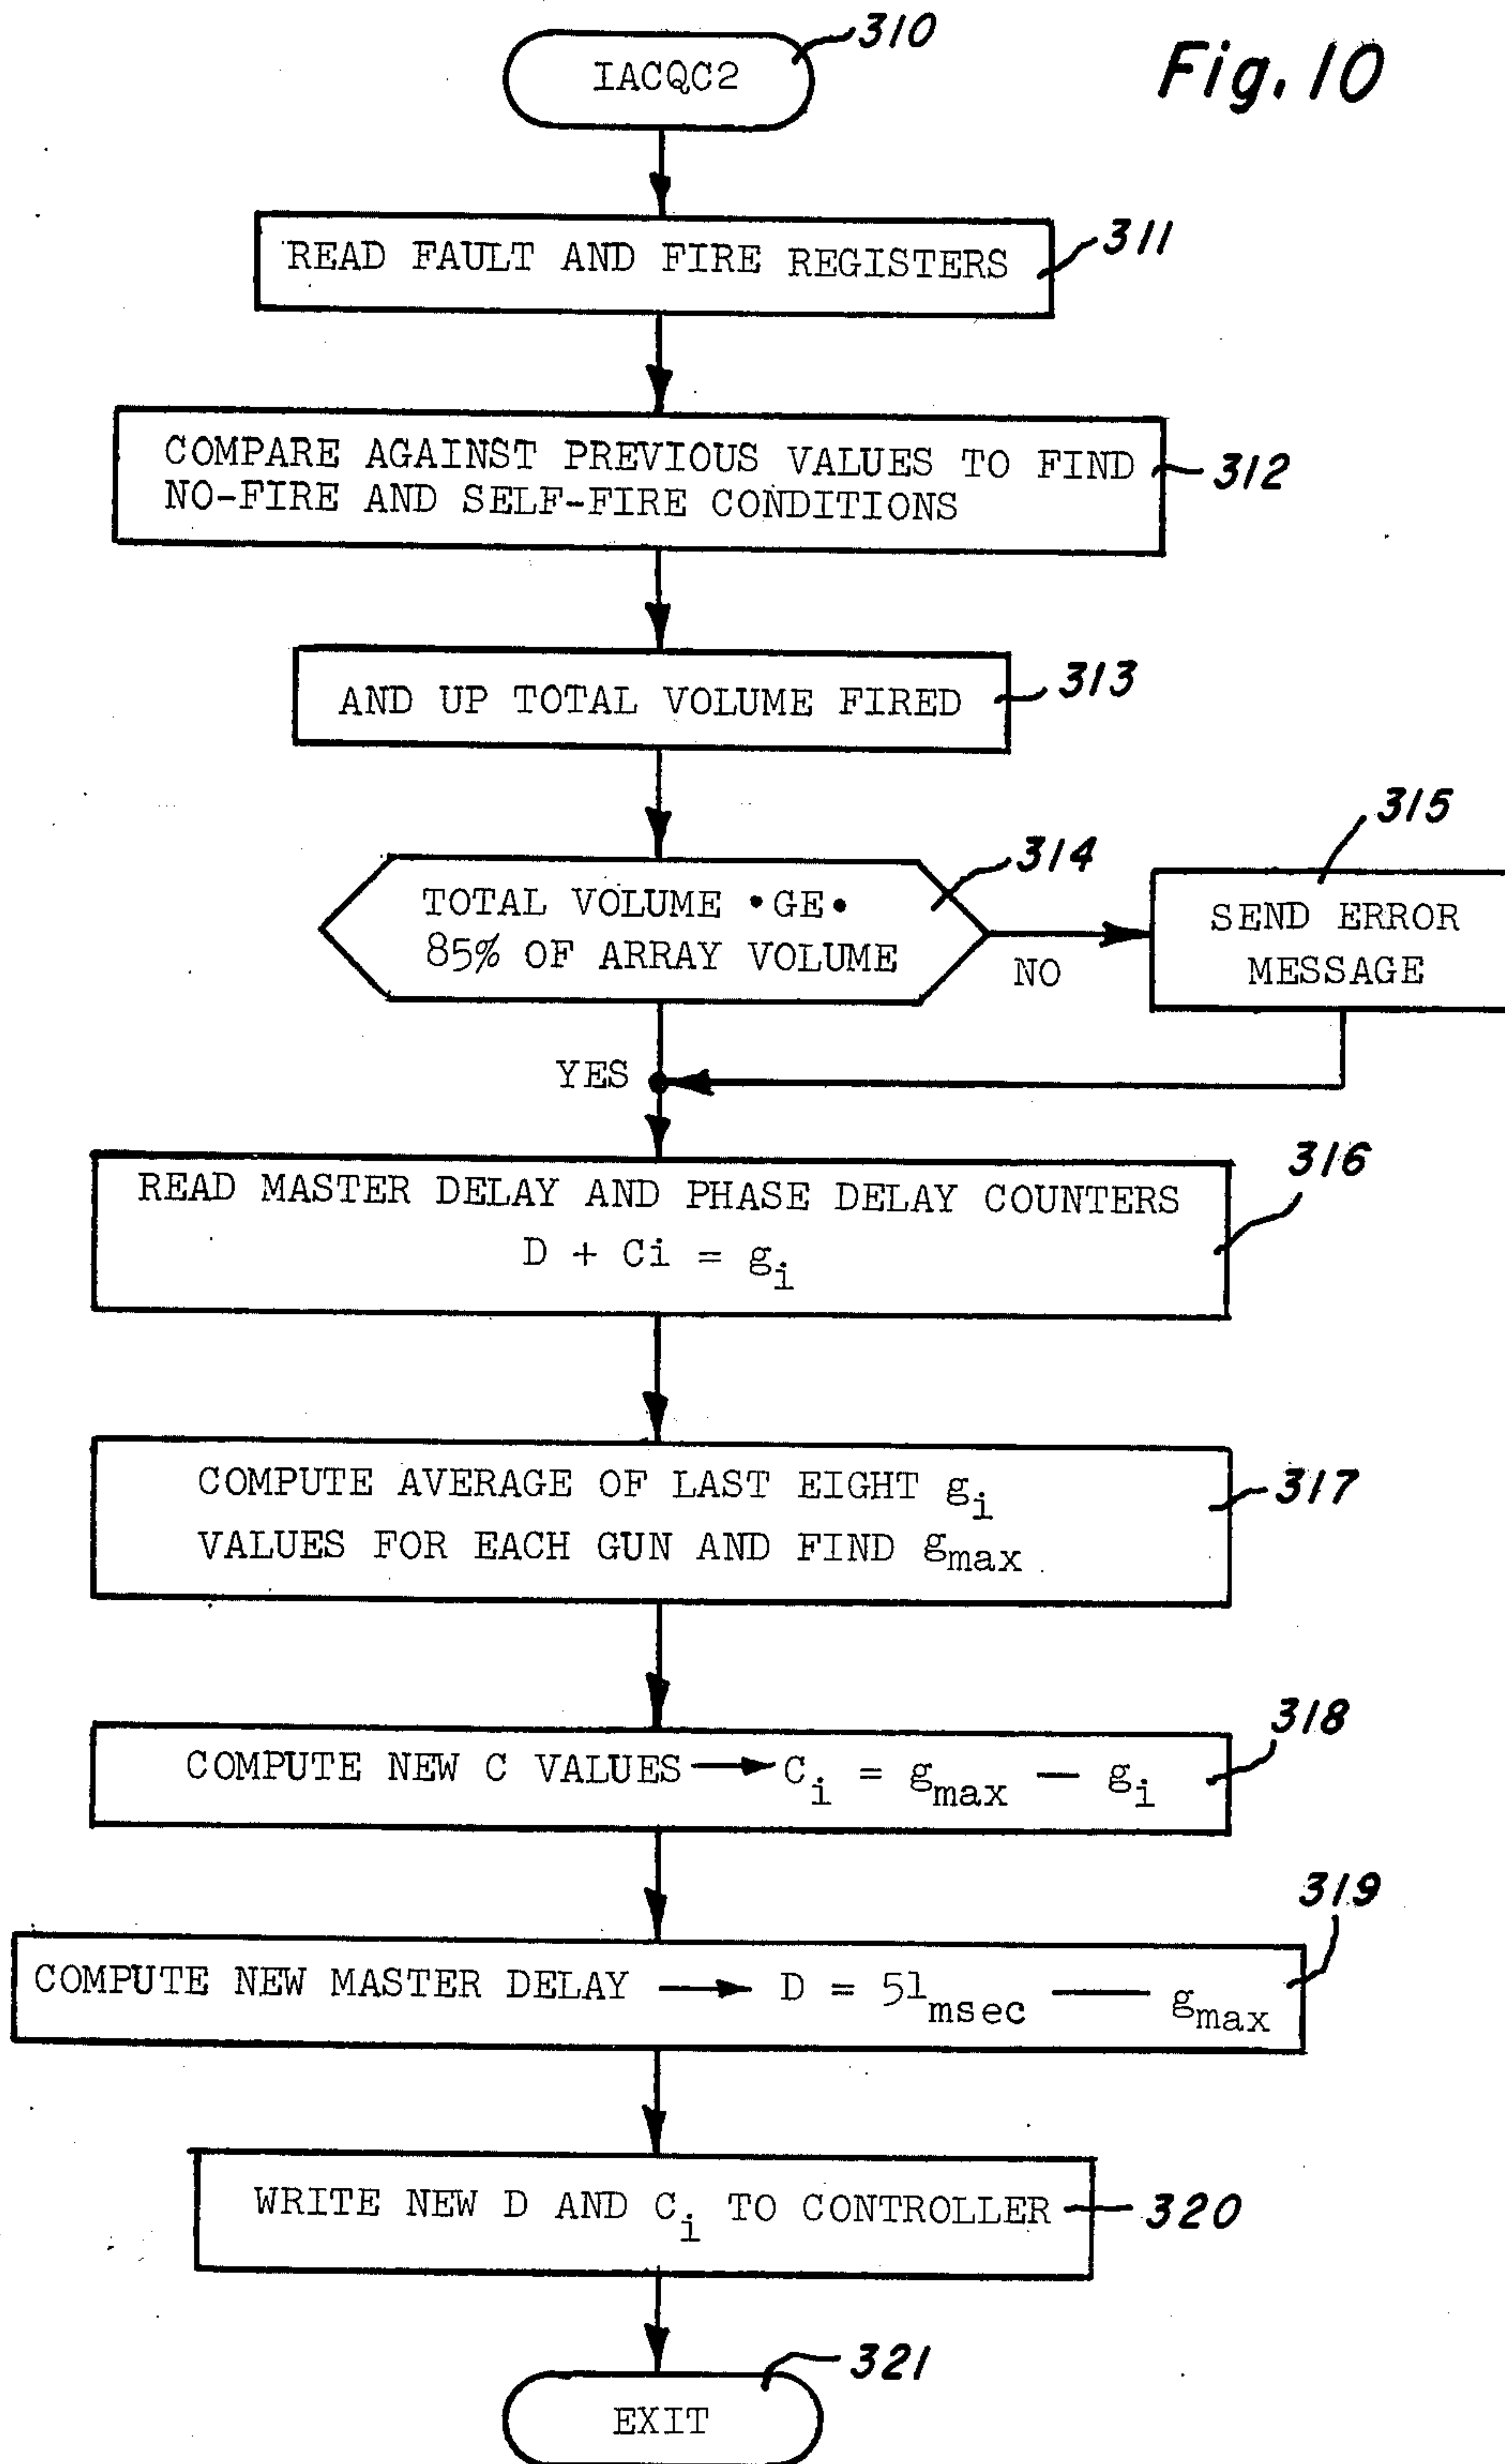 310
Fig. 10
IACQC2
311
READ FAULT AND FIRE REGISTERS
COMPARE AGAINST PREVIOUS VALUES TO FIND
NO-FIRE AND SELF-FIRE CONDITIONS
312
313
AND UP TOTAL VOLUME FIRED
314
315
TOTAL VOLUME •GE•
85% OF ARRAY VOLUME
NO
SEND ERROR
MESSAGE
YES
316
READ MASTER DELAY AND PHASE DELAY COUNTERS
D + Ci = gi
317
COMPUTE AVERAGE OF LAST EIGHT gi
VALUES FOR EACH GUN AND FIND gmax
318
COMPUTE NEW C VALUES → Ci = gmax — gi
319
COMPUTE NEW MASTER DELAY → D = 51msec — gmax
WRITE NEW D AND Ci TO CONTROLLER
320
321
EXIT